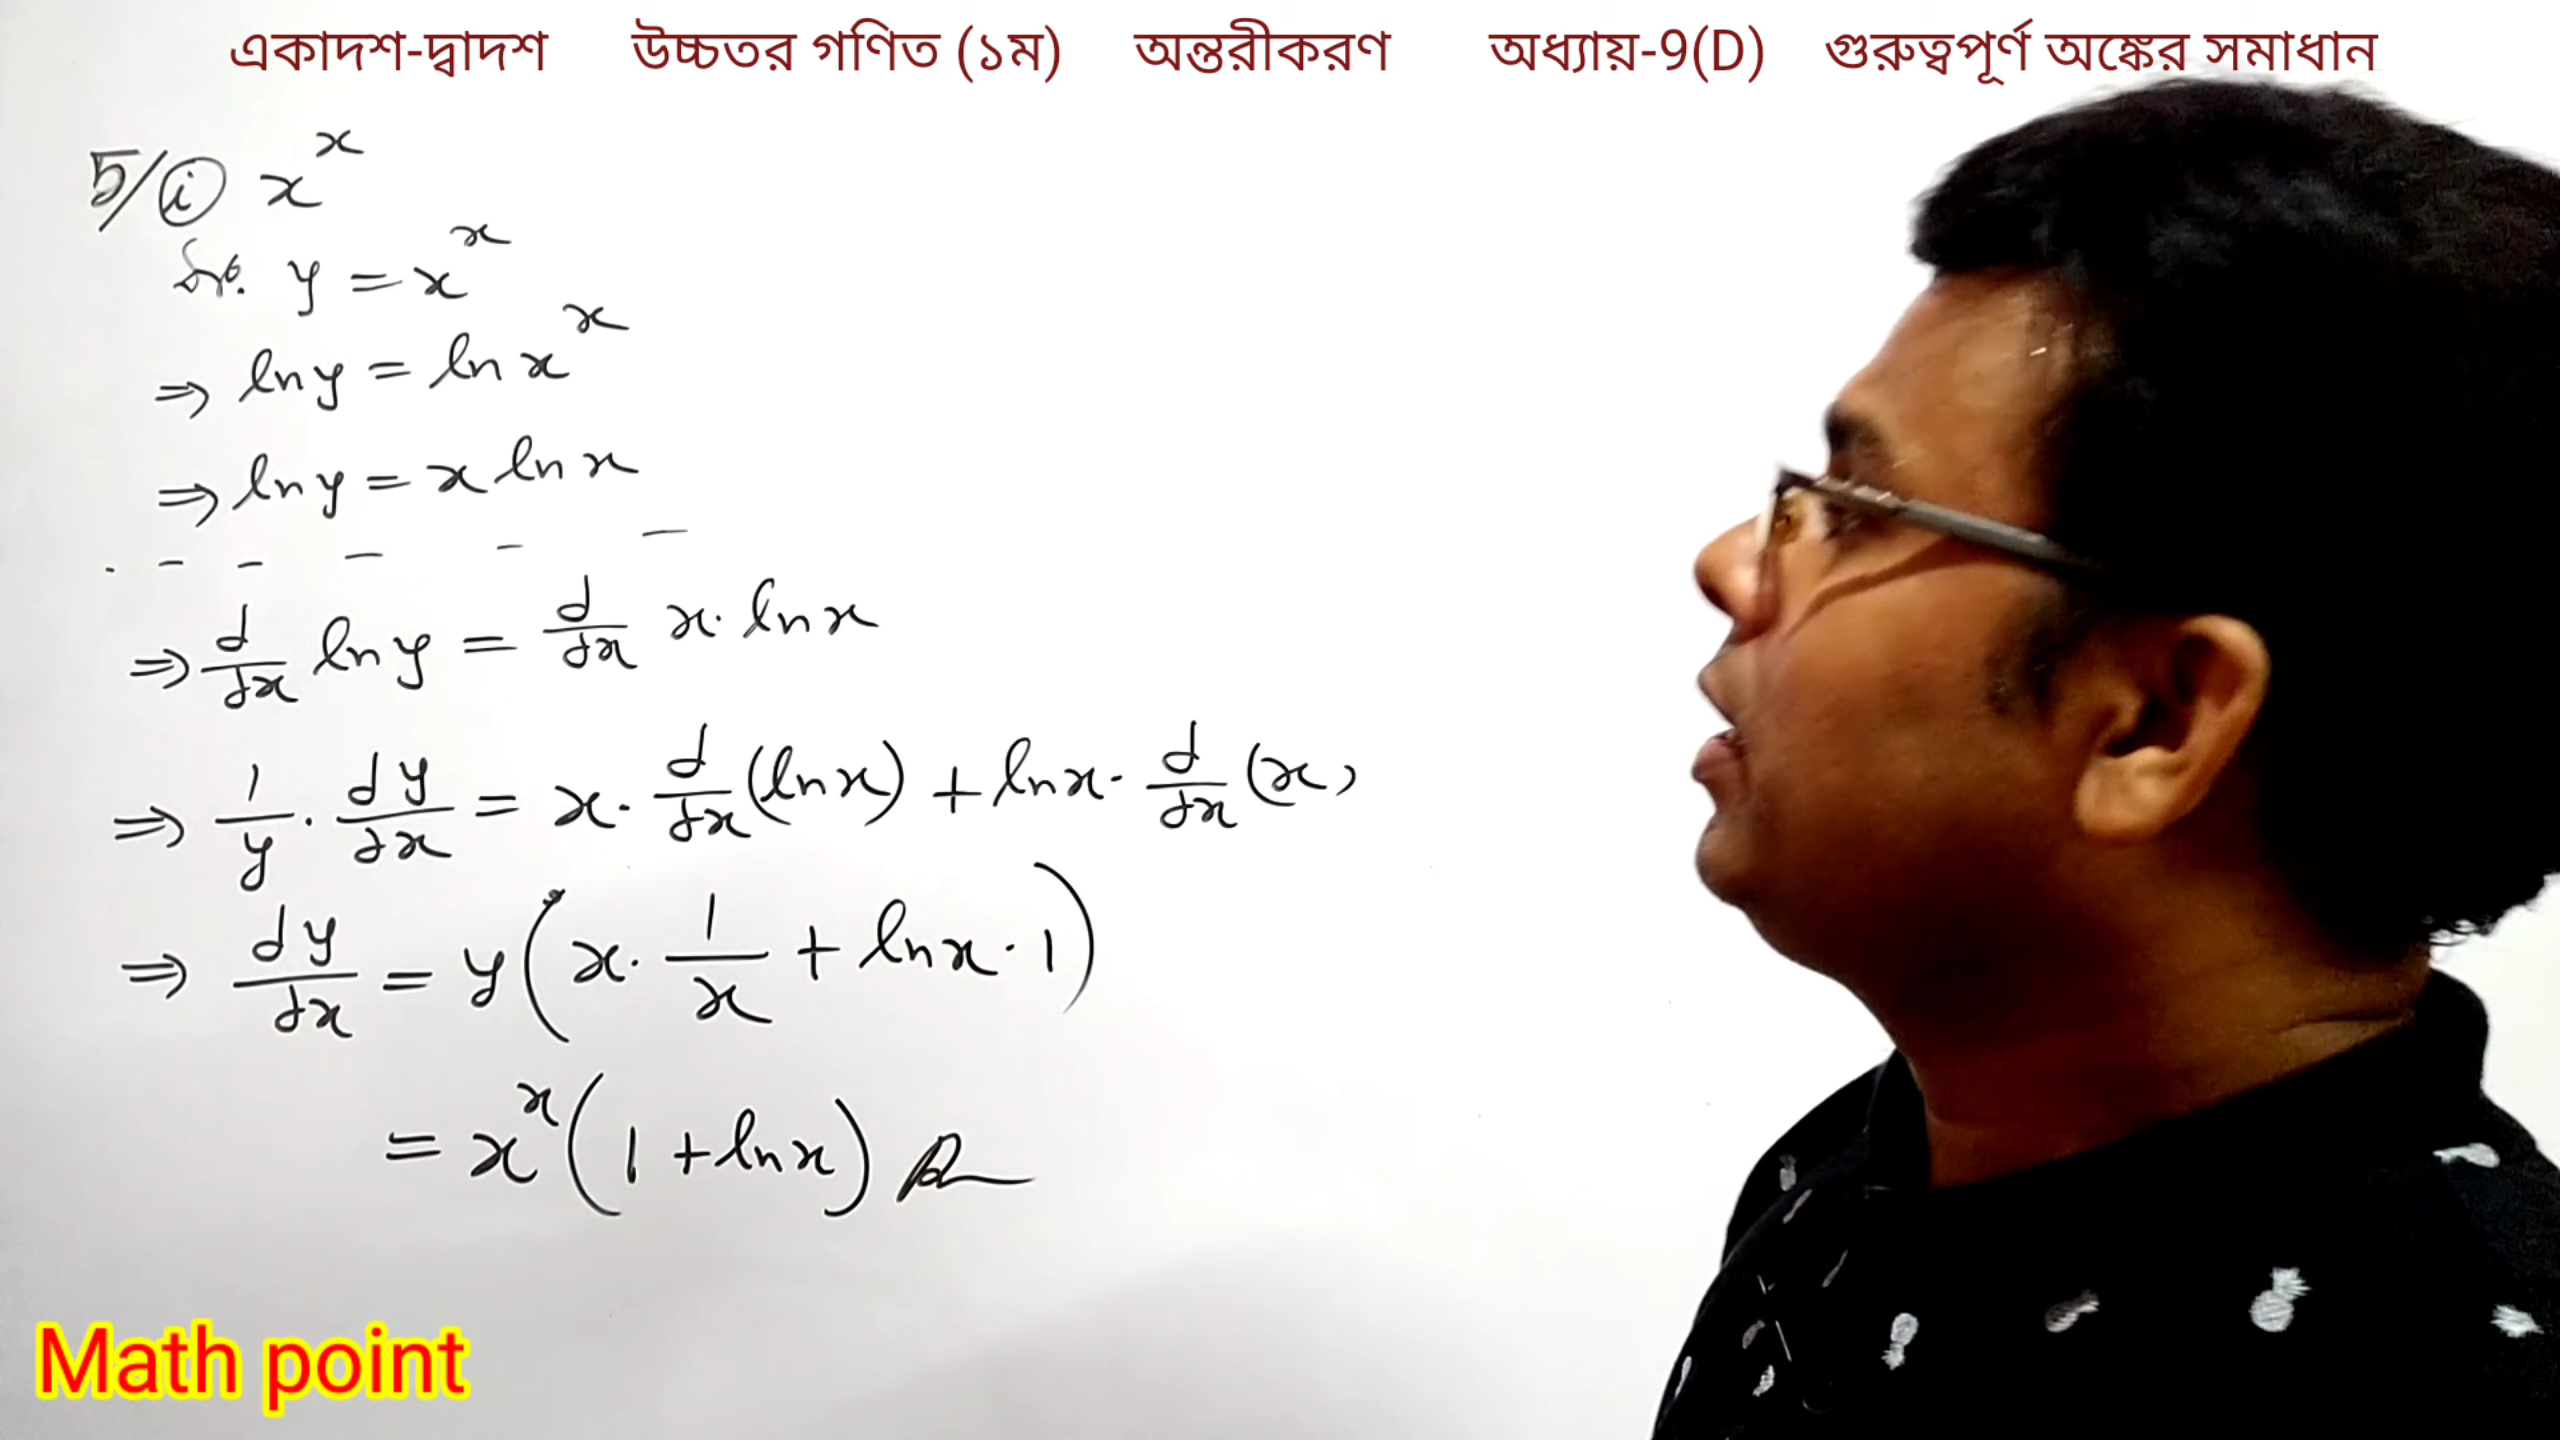 একাদশ-দ্বাদশ উচ্চতর গণিত (১ম) অন্তরীকরণ অধ্যায়-9(D) গুরুত্বপূর্ণ অঙ্কের সমাধান
5/(i) x^x
y = x^x
⇒ ln y = ln x^x
⇒ ln y = x ln x
⇒ d/dx ln y = d/dx x· ln x
⇒ 1/y · dy/dx = x· d/dx (ln x) + ln x · d/dx (x)
⇒ dy/dx = y(x· 1/x + ln x · 1)
= x^x (1 + ln x)
Math point